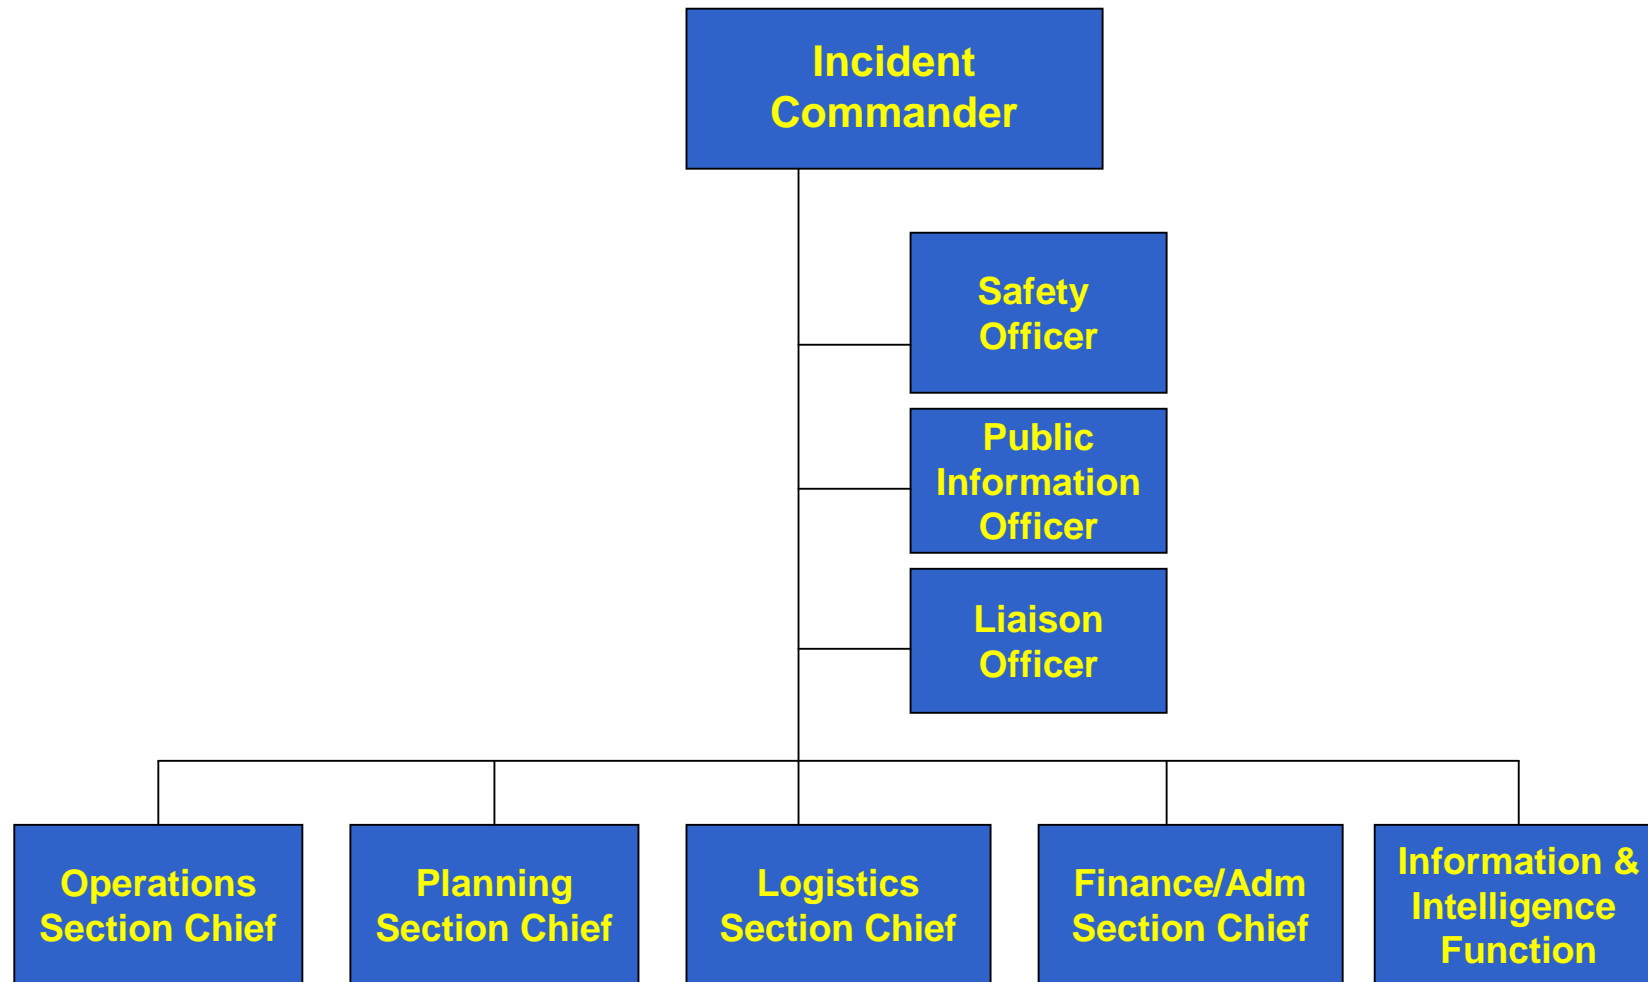 Incident
Commander
Safety
Officer
Public
Information
Officer
Liaison
Officer
Operations
Section Chief
Planning
Section Chief
Logistics
Section Chief
Finance/Adm
Section Chief
Information &
Intelligence
Function